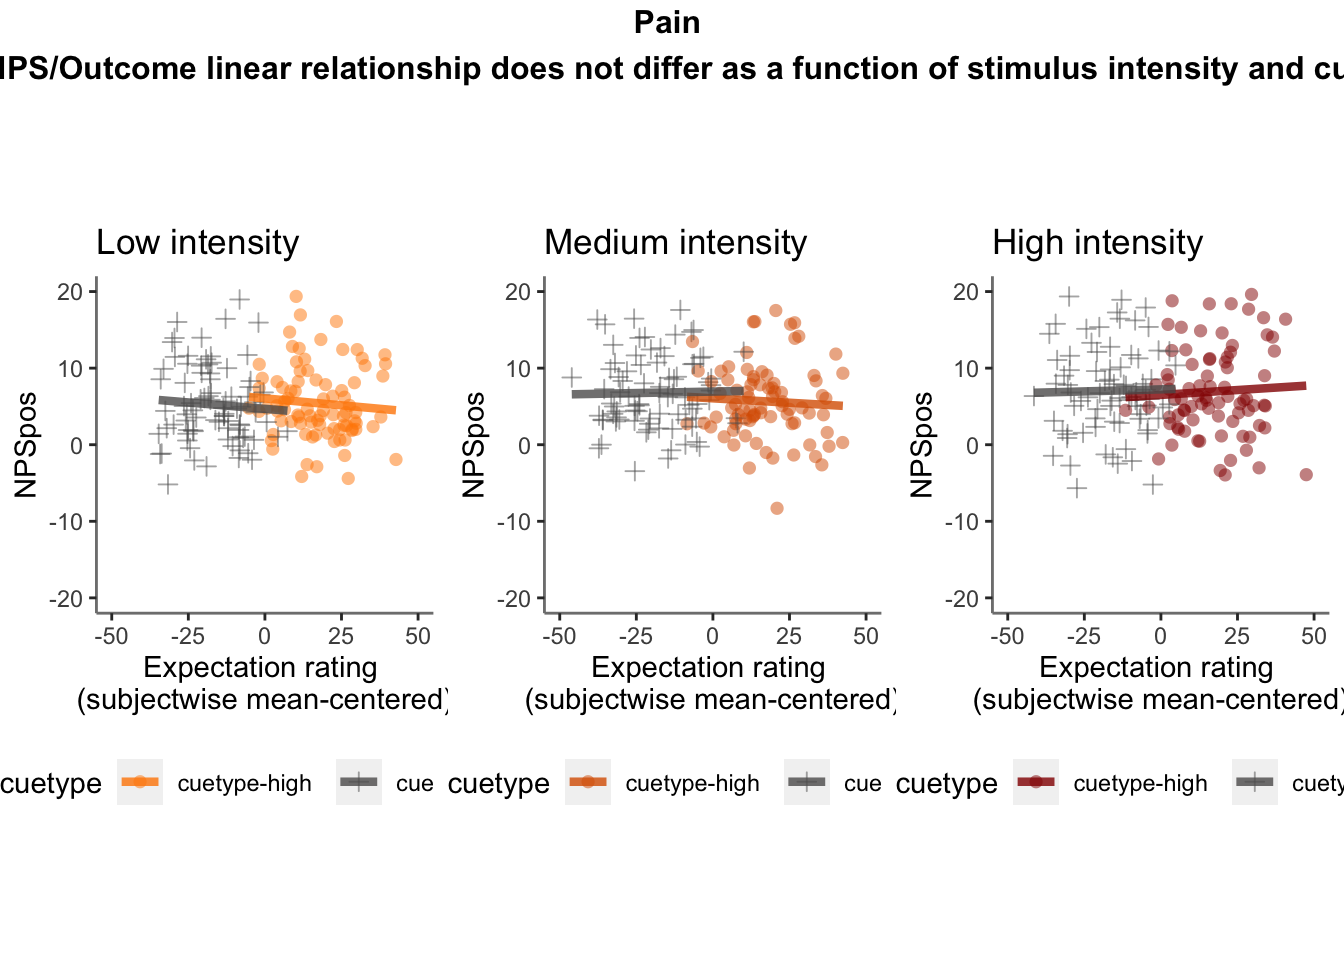 Pain
IPS/Outcome linear relationship does not differ as a function of stimulus intensity and cu
Low intensity
Medium intensity
High intensity
NPSpos
20
10
0
-10
-20
-50 -25 0 25 50
Expectation rating
(subjectwise mean-centered)
NPSpos
20
10
0
-10
-20
-50 -25 0 25 50
Expectation rating
(subjectwise mean-centered)
NPSpos
20
10
0
-10
-20
-50 -25 0 25 50
Expectation rating
(subjectwise mean-centered)
cuetype cuetype-high cue
cuetype cuetype-high cue
cuetype cuetype-high cuety